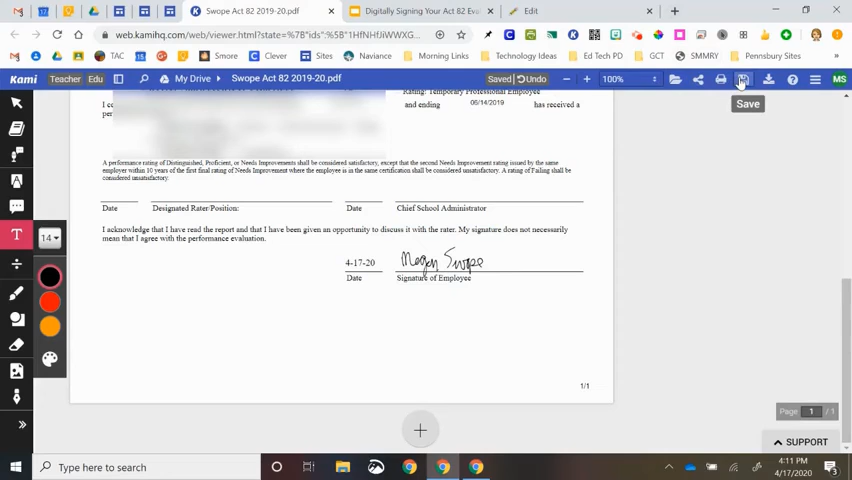 Swope Act 82 2019-20.pdf
Digitally Signing Your Act 82 Eva
Edit
web.kamihq.com/web/viewer.html?state=%7B"ids":%5B"1HfNHfJiYwG...
TAC
Smore
Clever
Naviance
Morning Links
Technology Ideas
Ed Tech PD
GO
SMMRY
Pennsbury Sites
Kami
Teacher
Edu
My Drive
Swope Act 82 2019-20.pdf
Saved
Undo
100%
MS
Save
Rating: Temporary Professional Employee
I c
and ending
06/14/2019
has received a
per
A performance rating of Distinguished, Proficient, or Needs Improvements shall be considered satisfactory, except that the second Needs Improvement rating issued by the same
employer within 10 years of the first final rating of Needs Improvement where the employee is in the same certification shall be considered unsatisfactory. A rating of Failing shall be
considered unsatisfactory.
Date
Designated Rater/Position:
Date
Chief School Administrator
I acknowledge that I have read the report and that I have been given an opportunity to discuss it with the rater. My signature does not necessarily
mean that I agree with the performance evaluation.
4-17-20
Megan Swope
Date
Signature of Employee
14
1/1
Page
1
/ 1
SUPPORT
Type here to search
4:11 PM
4/17/2020
3